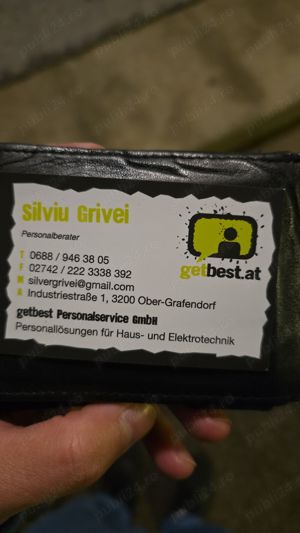 Silviu Grivei
Personalberater
T 0688 / 946 38 05
F 02742 / 222 3338 392
M silvergrivei@gmail.com
A Industriestraße 1, 3200 Ober-Grafendorf
getbest.at
getbest Personalservice GmbH
Personallösungen für Haus- und Elektrotechnik